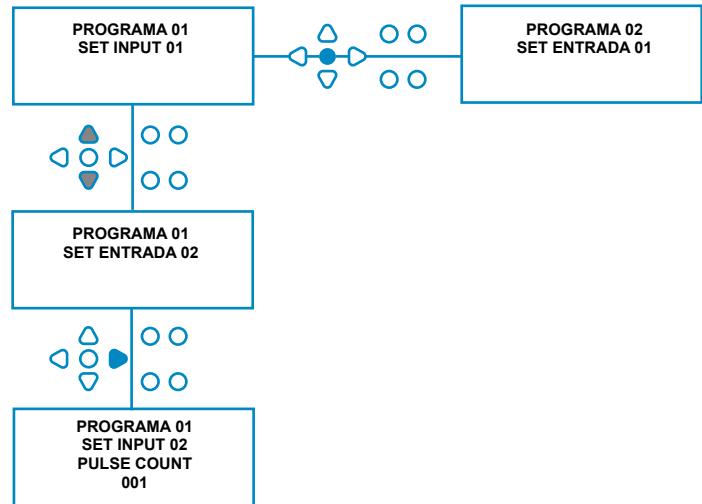 PROGRAMA 01
SET INPUT 01
PROGRAMA 02
SET ENTRADA 01
PROGRAMA 01
SET ENTRADA 02
PROGRAMA 01
SET INPUT 02
PULSE COUNT
001